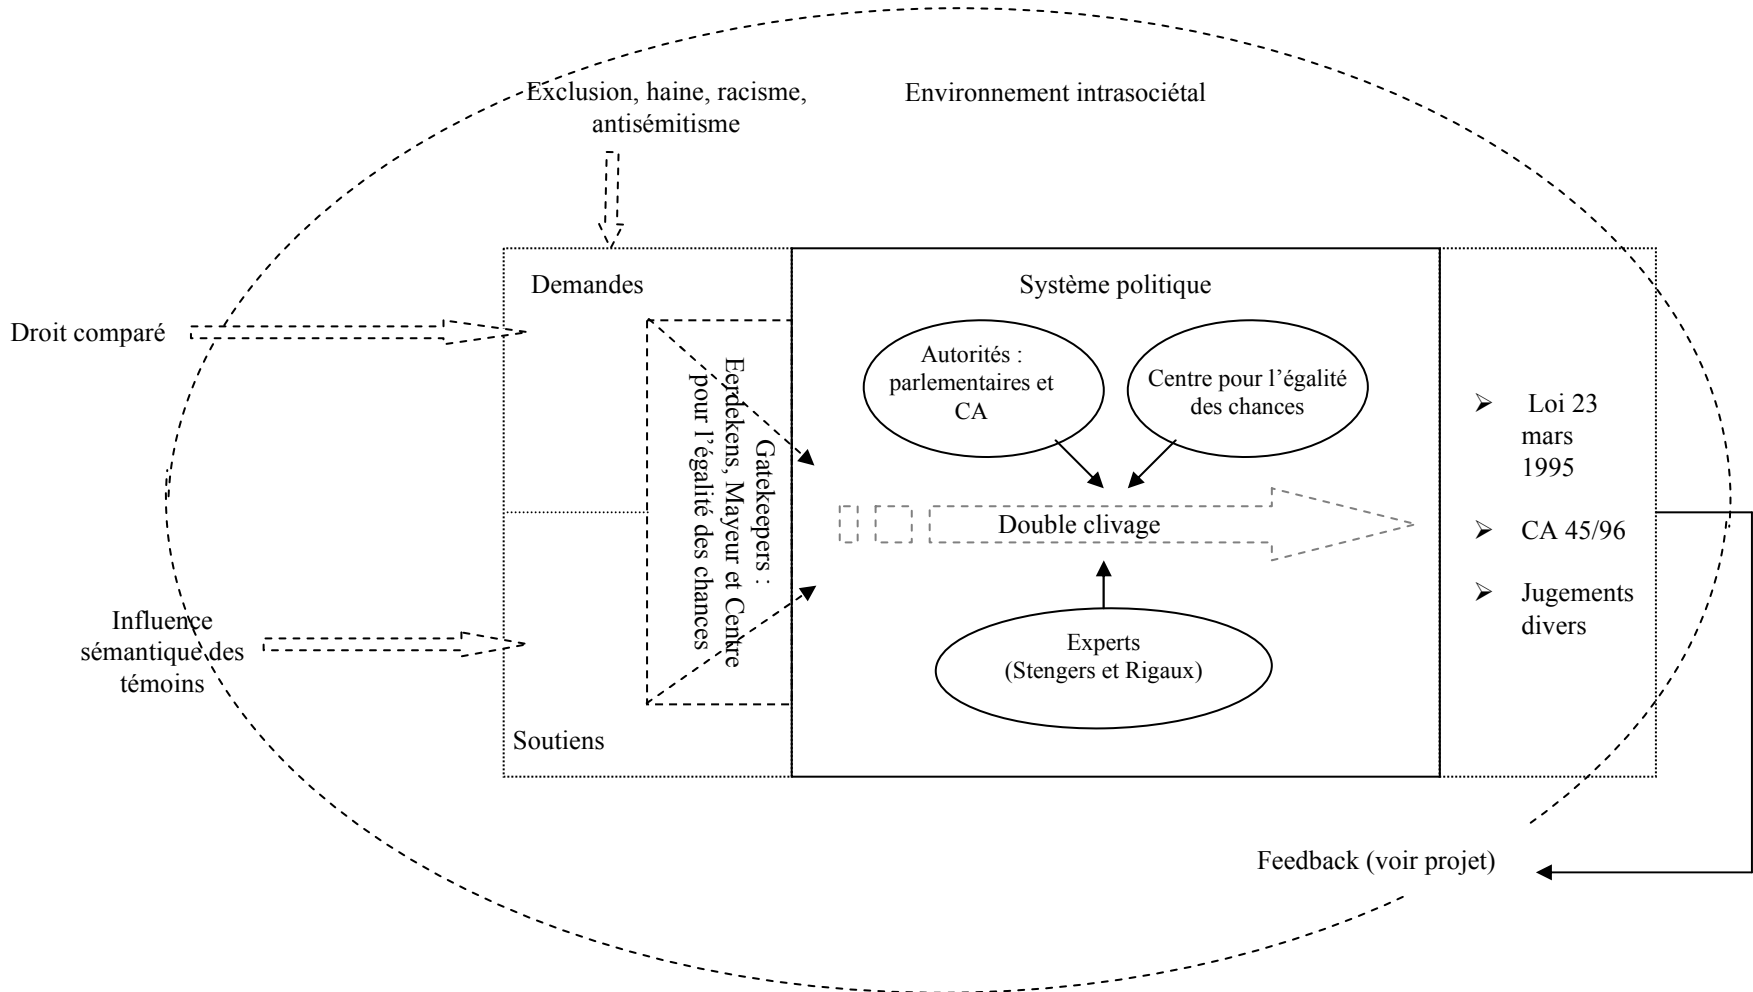 Exclusion, haine, racisme,
antisémitisme
Environnement intrasociétal
Demandes
Système politique
Droit comparé
Autorités :
parlementaires et
CA
Centre pour l’égalité
des chances
Gatekeepers :
Eerdekens, Mayeur et Centre
pour l’égalité des chances
➢ Loi 23
mars
1995
Double clivage
➢ CA 45/96
➢ Jugements
divers
Influence
sémantique des
témoins
Experts
(Stengers et Rigaux)
Soutiens
Feedback (voir projet)